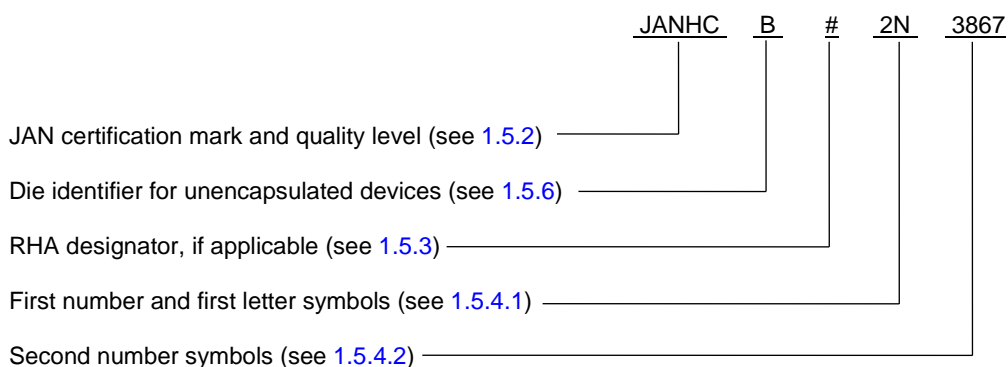 JANHC B # 2N 3867
JAN certification mark and quality level (see 1.5.2)
Die identifier for unencapsulated devices (see 1.5.6)
RHA designator, if applicable (see 1.5.3)
First number and first letter symbols (see 1.5.4.1)
Second number symbols (see 1.5.4.2)